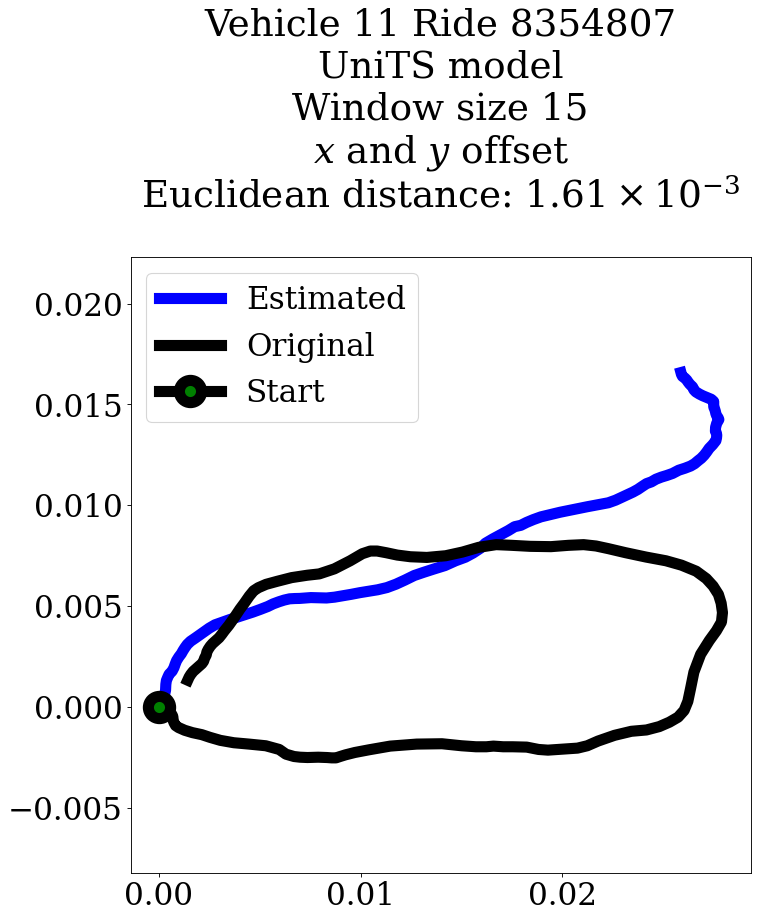 Vehicle 11 Ride 8354807
UniTS model
Window size 15
x and y offset
Euclidean distance: 1.61 × 10⁻³
Estimated
Original
Start
0.020
0.015
0.010
0.005
0.000
−0.005
0.00 0.01 0.02